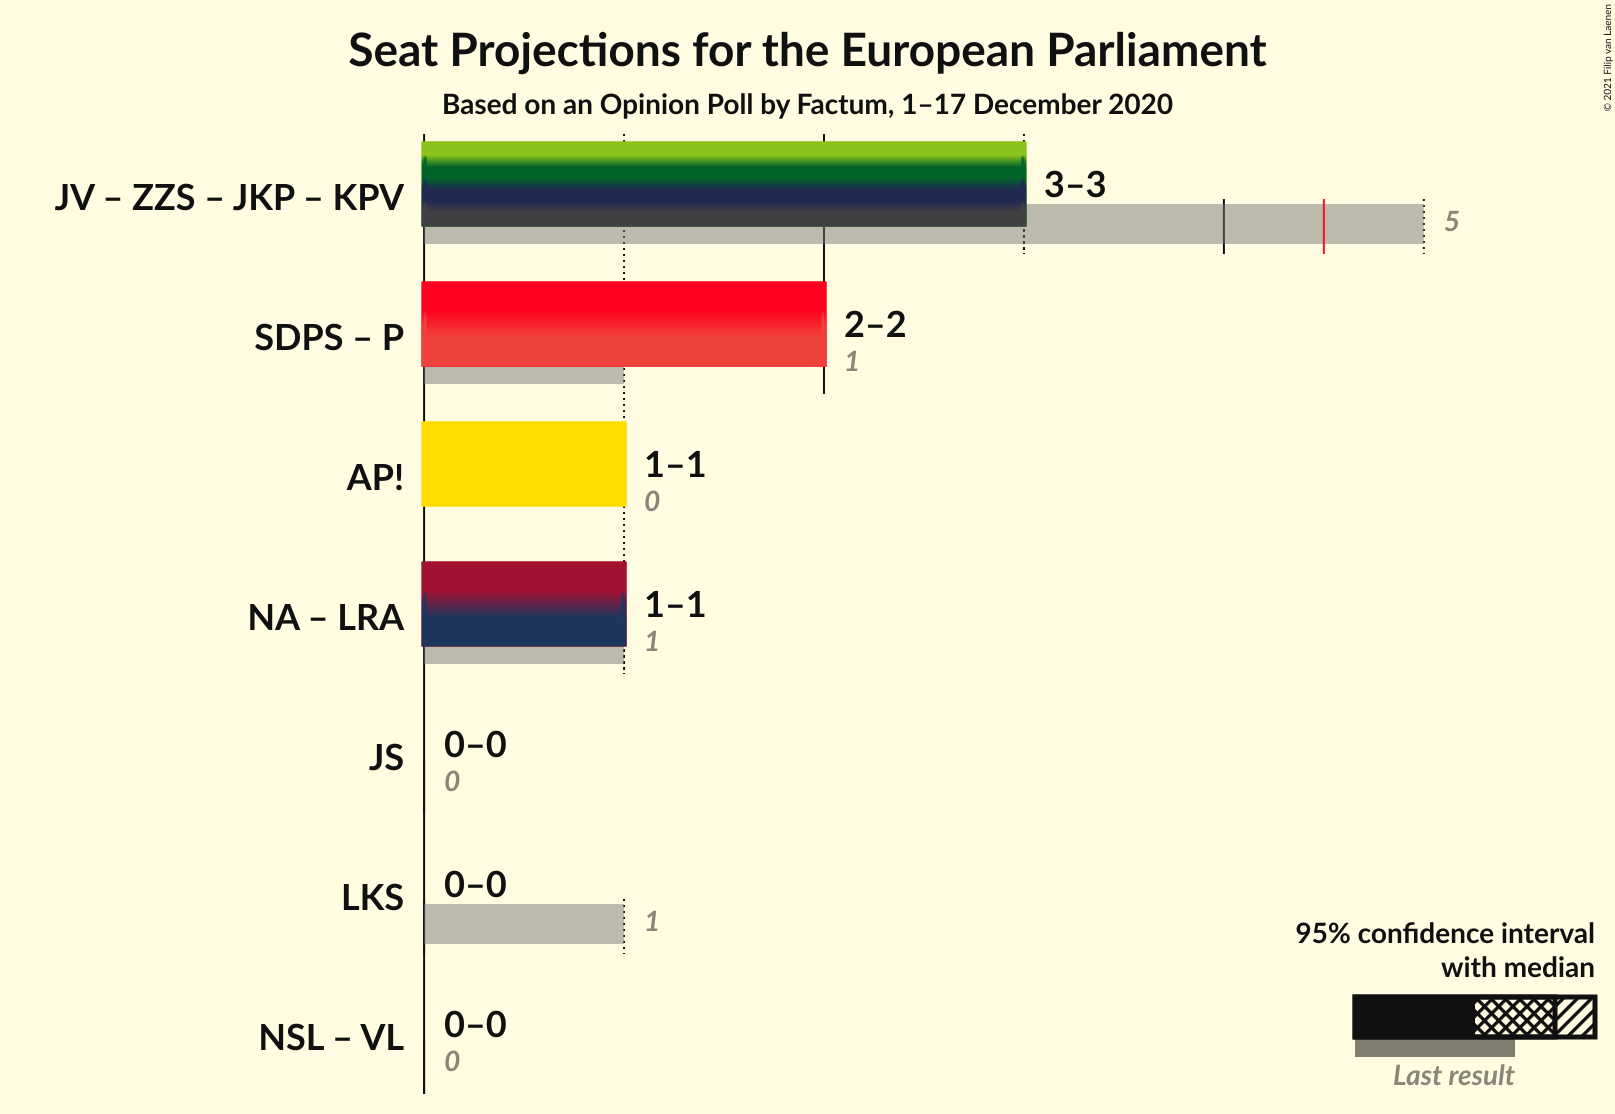 Seat Projections for the European Parliament
Based on an Opinion Poll by Factum, 1–17 December 2020
© 2021 Filip van Laenen
JV – ZZS – JKP – KPV
3–3
5
SDPS – P
2–2
1
AP!
1–1
0
NA – LRA
1–1
1
JS
0–0
0
LKS
0–0
1
NSL – VL
0–0
0
95% confidence interval
with median
Last result